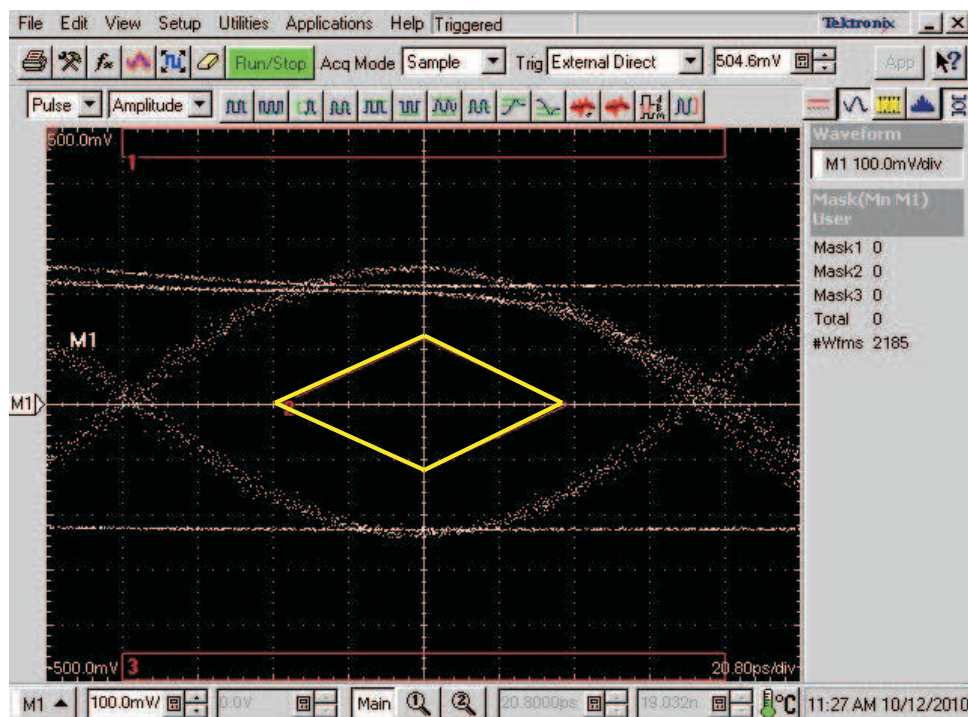 File Edit View Setup Utilities Applications Help Triggered Tektronix
Run/Stop Acq Mode Sample Trig External Direct 504.6mV App
Pulse Amplitude
500.0mV
1
Waveform
M1 100.0mV/div
Mask(Mn M1)
User
Mask1 0
Mask2 0
Mask3 0
Total 0
#Wfms 2185
M1
M1
2
-500.0mV 3 20.80ps/div
M1 100.0mV/ 0.0V Main 1 2 20.8000ps 19.032n °C 11:27 AM 10/12/2010